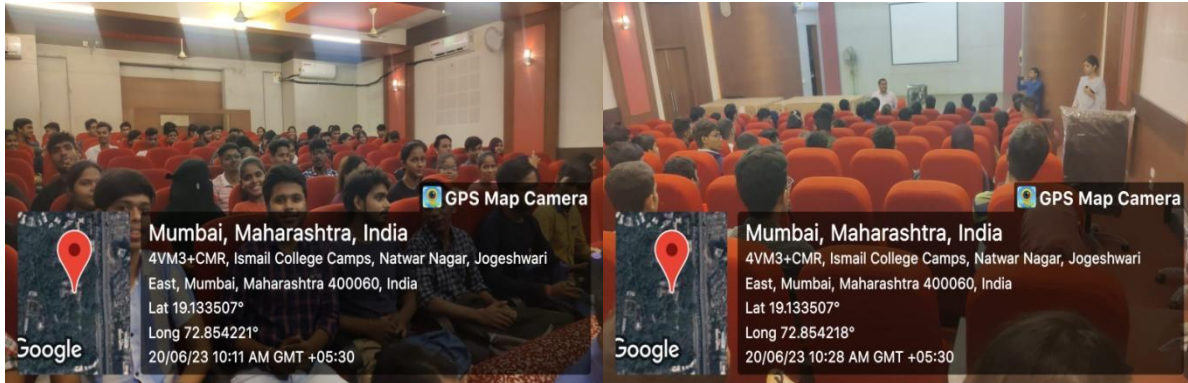 GPS Map Camera
Mumbai, Maharashtra, India
4VM3+CMR, Ismail College Camps, Natwar Nagar, Jogeshwari
East, Mumbai, Maharashtra 400060, India
Lat 19.133507°
Long 72.854221°
20/06/23 10:11 AM GMT +05:30
Google
GPS Map Camera
Mumbai, Maharashtra, India
4VM3+CMR, Ismail College Camps, Natwar Nagar, Jogeshwari
East, Mumbai, Maharashtra 400060, India
Lat 19.133507°
Long 72.854218°
20/06/23 10:28 AM GMT +05:30
Google